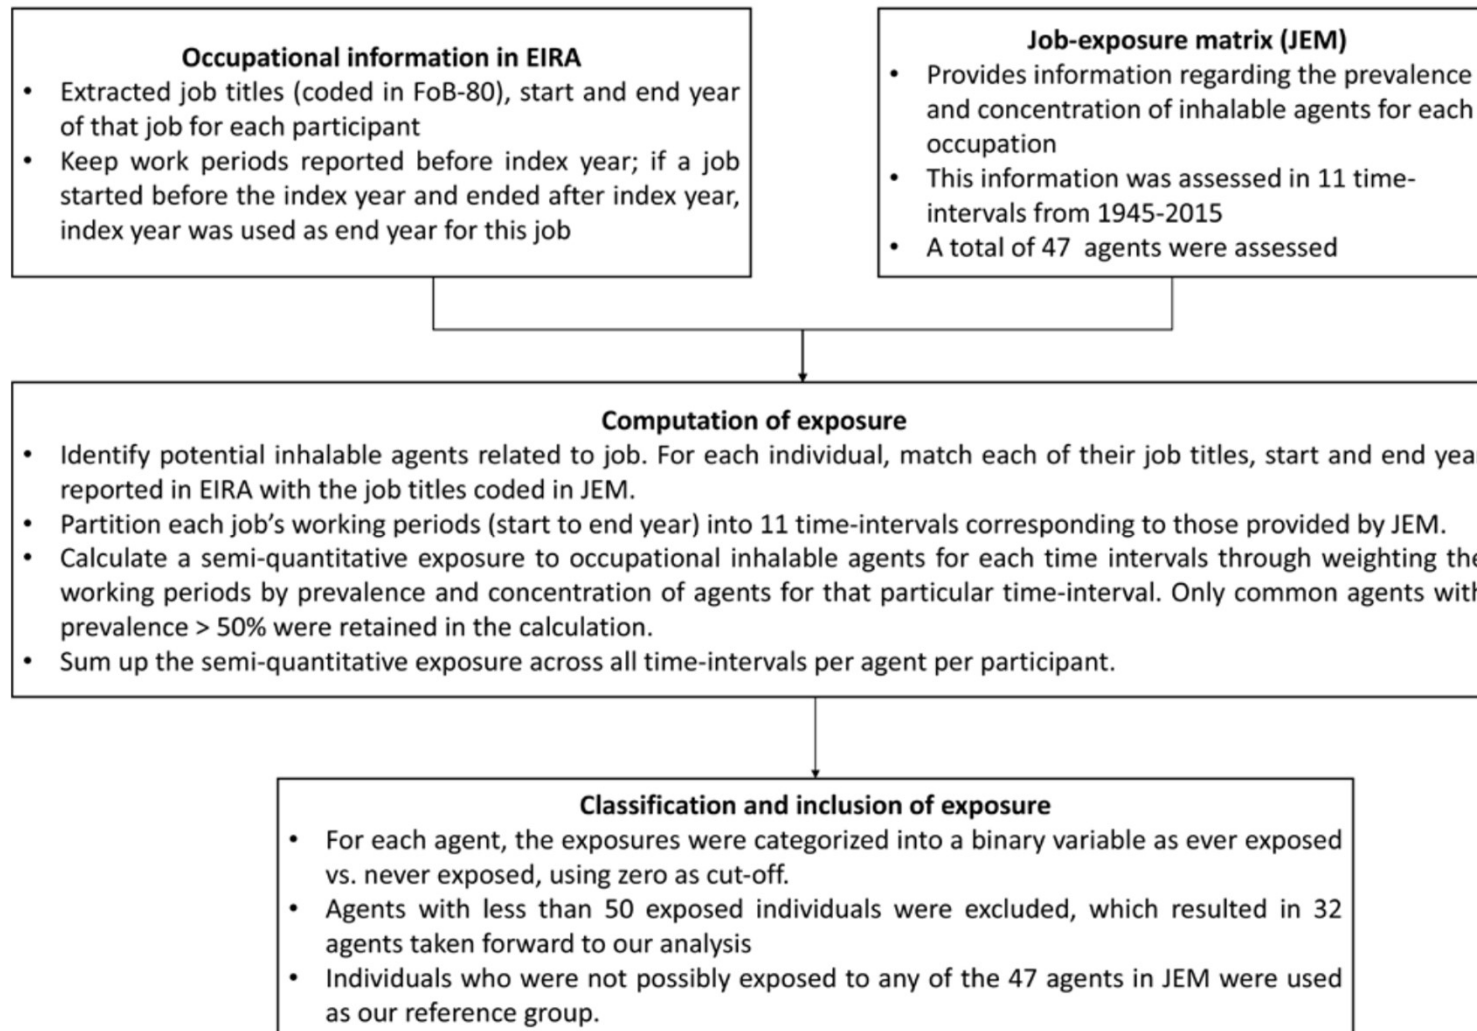 Occupational information in EIRA
• Extracted job titles (coded in FoB-80), start and end year
of that job for each participant
• Keep work periods reported before index year; if a job
started before the index year and ended after index year,
index year was used as end year for this job
Job-exposure matrix (JEM)
• Provides information regarding the prevalence
and concentration of inhalable agents for each
occupation
• This information was assessed in 11 time-
intervals from 1945-2015
• A total of 47 agents were assessed
Computation of exposure
• Identify potential inhalable agents related to job. For each individual, match each of their job titles, start and end year
reported in EIRA with the job titles coded in JEM.
• Partition each job’s working periods (start to end year) into 11 time-intervals corresponding to those provided by JEM.
• Calculate a semi-quantitative exposure to occupational inhalable agents for each time intervals through weighting the
working periods by prevalence and concentration of agents for that particular time-interval. Only common agents with
prevalence > 50% were retained in the calculation.
• Sum up the semi-quantitative exposure across all time-intervals per agent per participant.
Classification and inclusion of exposure
• For each agent, the exposures were categorized into a binary variable as ever exposed
vs. never exposed, using zero as cut-off.
• Agents with less than 50 exposed individuals were excluded, which resulted in 32
agents taken forward to our analysis
• Individuals who were not possibly exposed to any of the 47 agents in JEM were used
as our reference group.